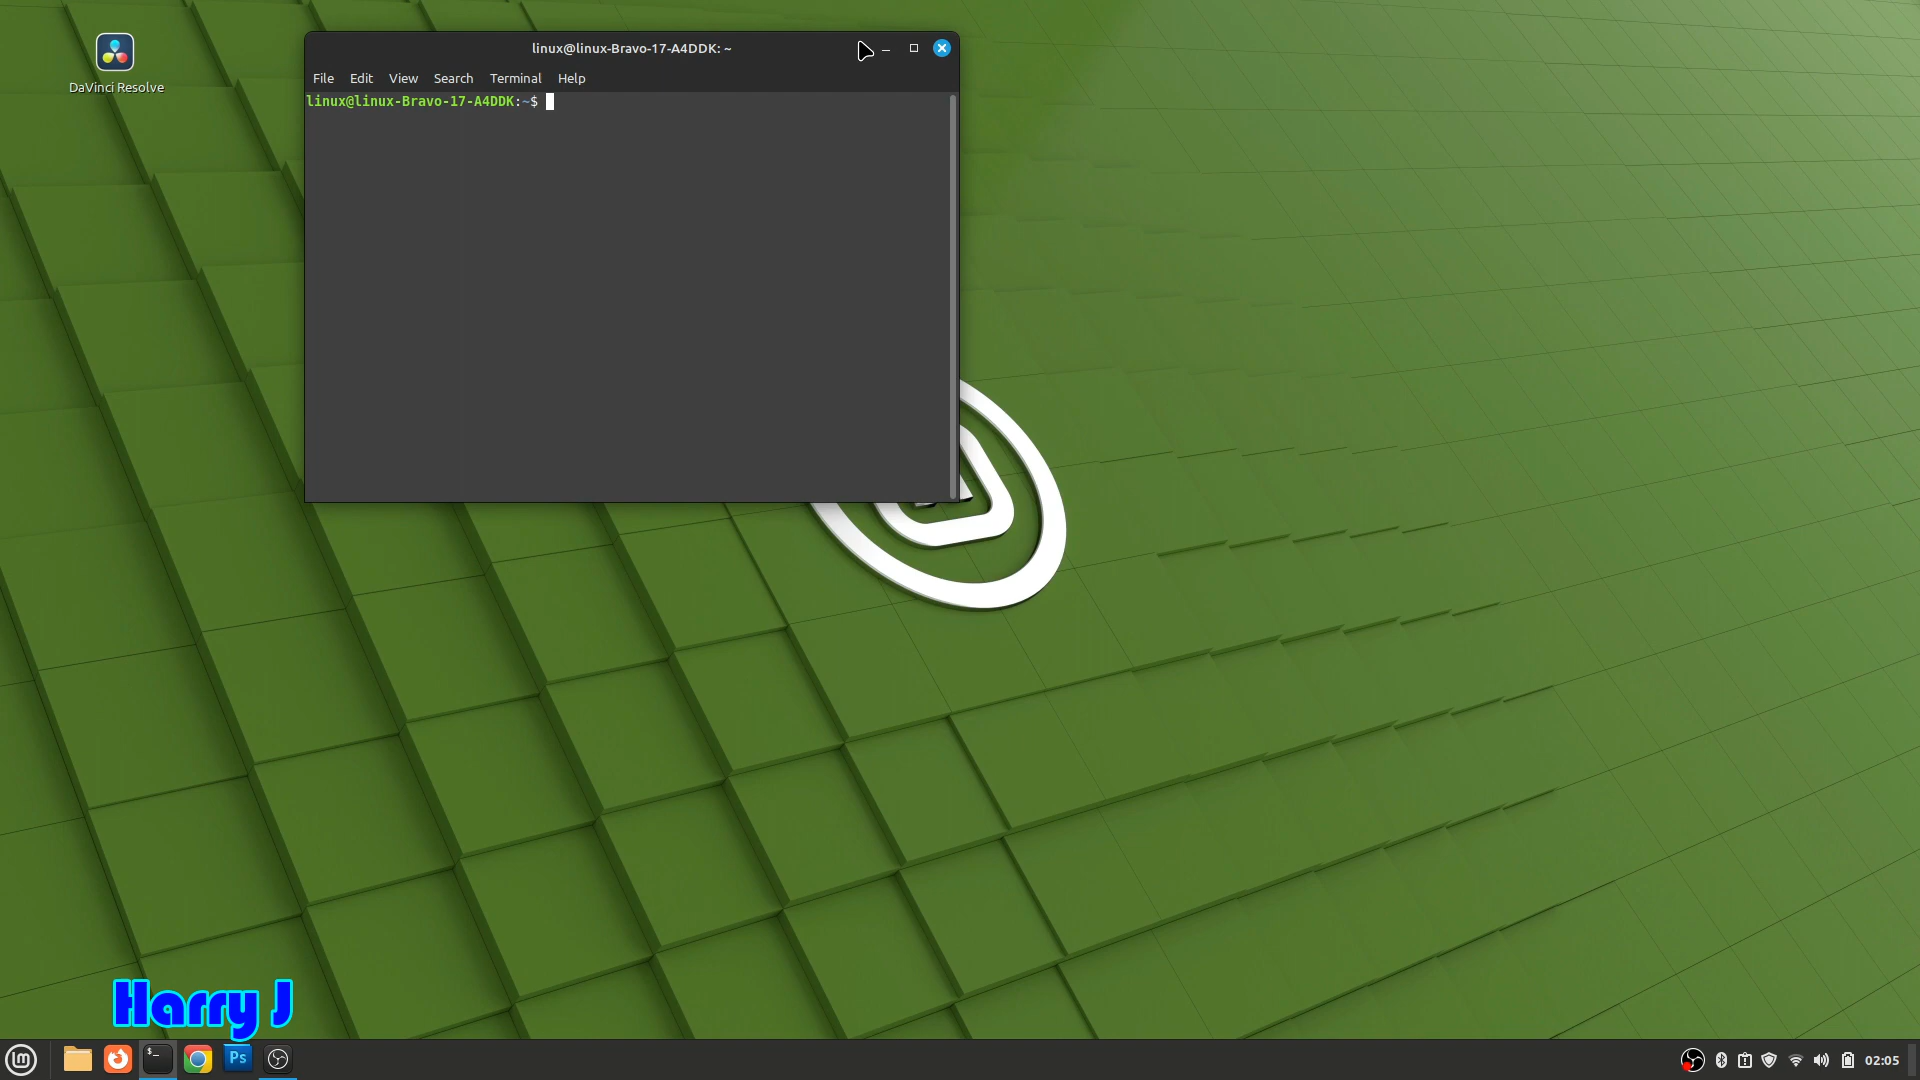 DaVinci Resolve
linux@linux-Bravo-17-A4DDK: ~
File Edit View Search Terminal Help
linux@linux-Bravo-17-A4DDK:~$
Harry J
lm $_ Ps 02:05